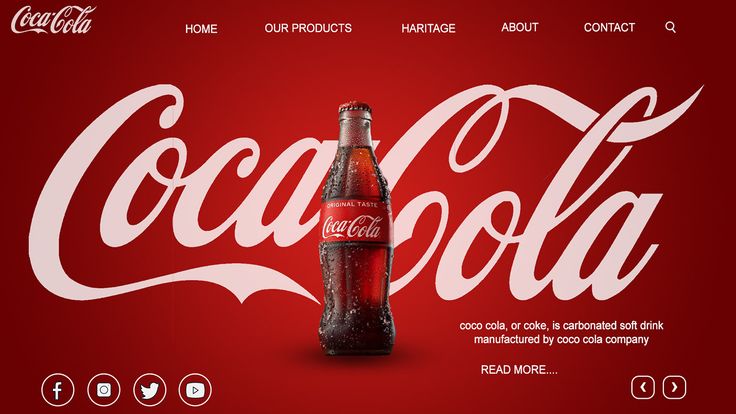 Coca-Cola
HOME
OUR PRODUCTS
HARITAGE
ABOUT
CONTACT
Coca-Cola
ORIGINAL TASTE
Coca-Cola
coco cola, or coke, is carbonated soft drink
manufactured by coco cola company
READ MORE....